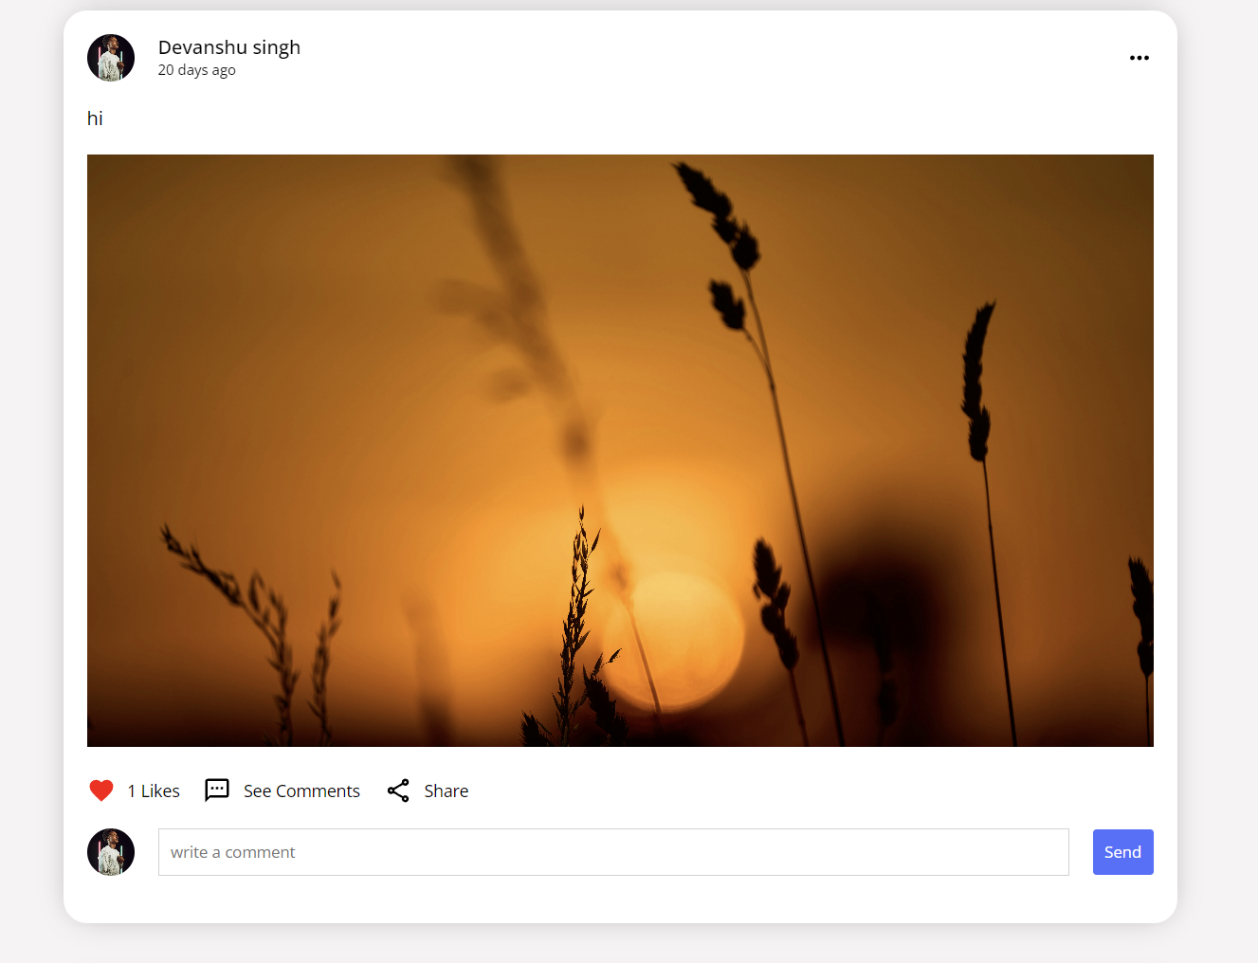 Devanshu singh
20 days ago
hi
1 Likes See Comments Share
write a comment Send